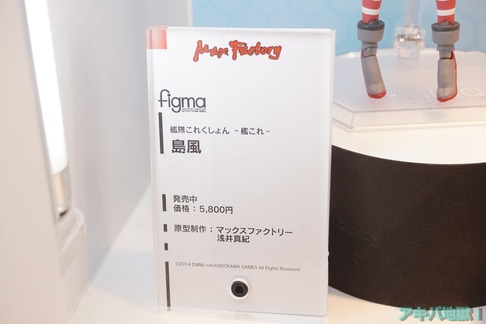 Max Factory
figma
艦隊これくしょん -艦これ-
島風
発売中
価格：5,800円
原型制作：マックスファクトリー
浅井真紀
©2014 DMM.com/KADOKAWA GAMES All Rights Reserved.
アキバ地獄！